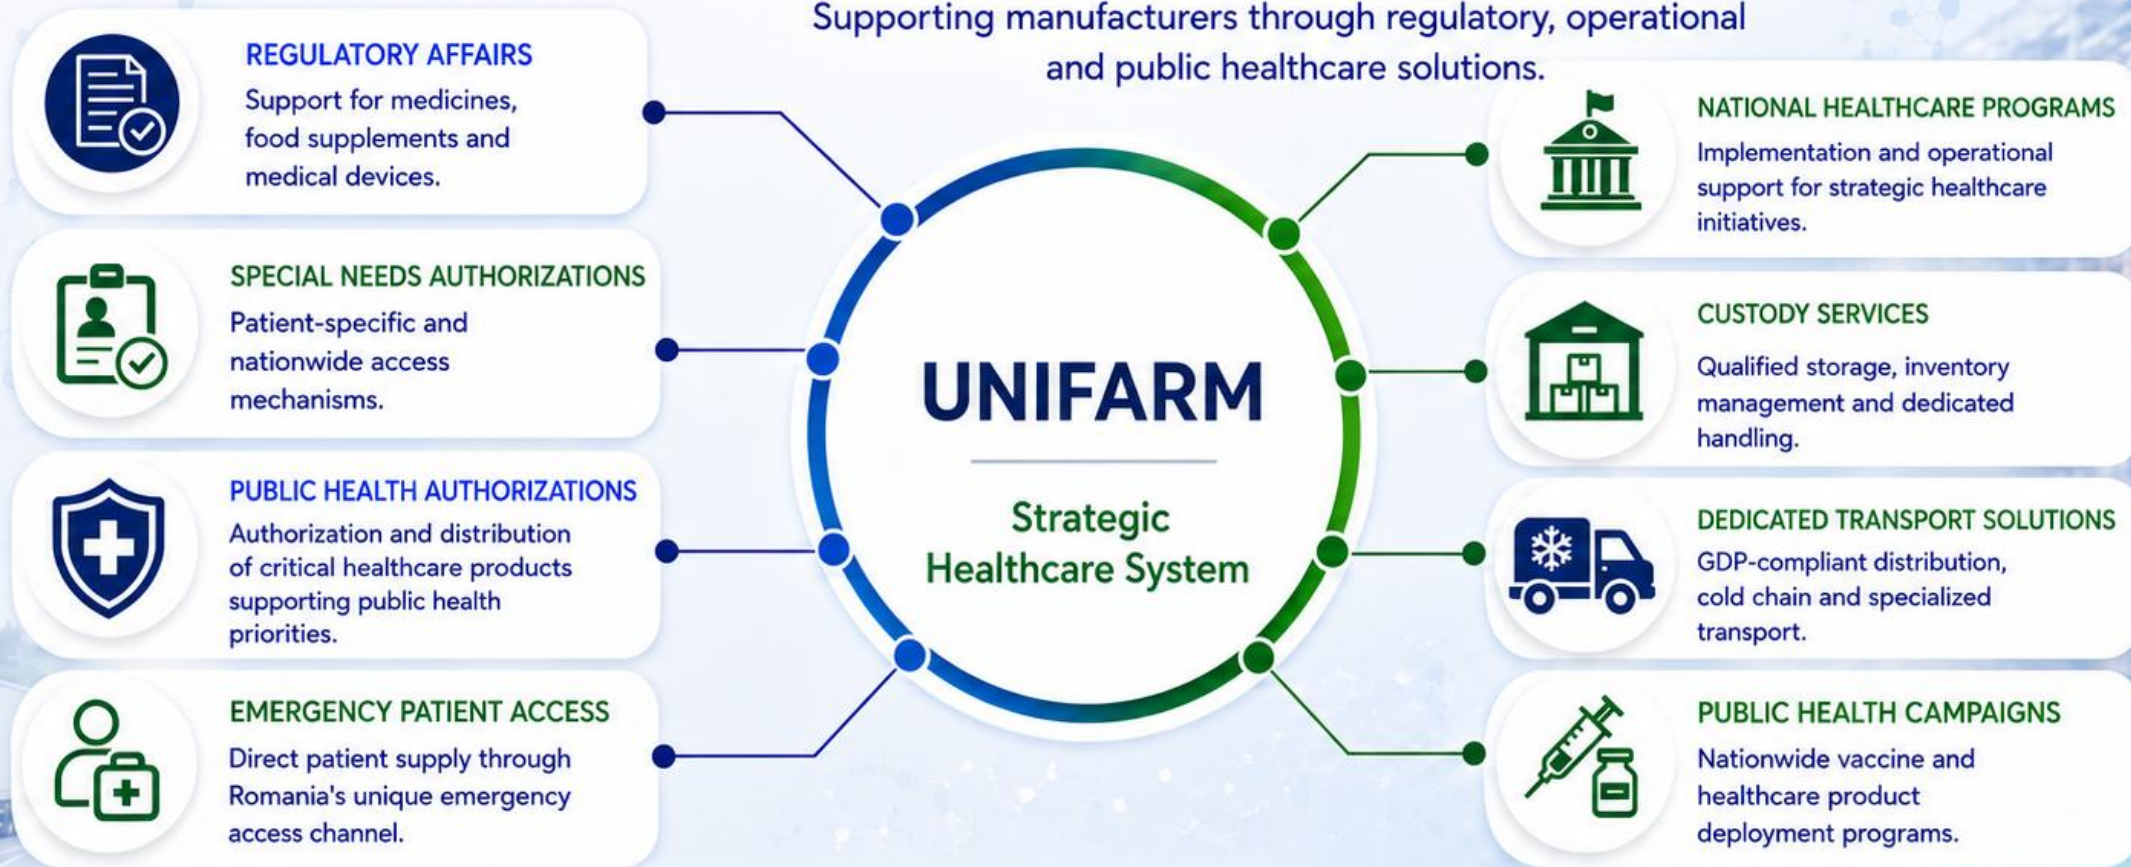 Supporting manufacturers through regulatory, operational
and public healthcare solutions.
REGULATORY AFFAIRS
Support for medicines,
food supplements and
medical devices.
SPECIAL NEEDS AUTHORIZATIONS
Patient-specific and
nationwide access
mechanisms.
PUBLIC HEALTH AUTHORIZATIONS
Authorization and distribution
of critical healthcare products
supporting public health
priorities.
EMERGENCY PATIENT ACCESS
Direct patient supply through
Romania's unique emergency
access channel.
UNIFARM
Strategic
Healthcare System
NATIONAL HEALTHCARE PROGRAMS
Implementation and operational
support for strategic healthcare
initiatives.
CUSTODY SERVICES
Qualified storage, inventory
management and dedicated
handling.
DEDICATED TRANSPORT SOLUTIONS
GDP-compliant distribution,
cold chain and specialized
transport.
PUBLIC HEALTH CAMPAIGNS
Nationwide vaccine and
healthcare product
deployment programs.